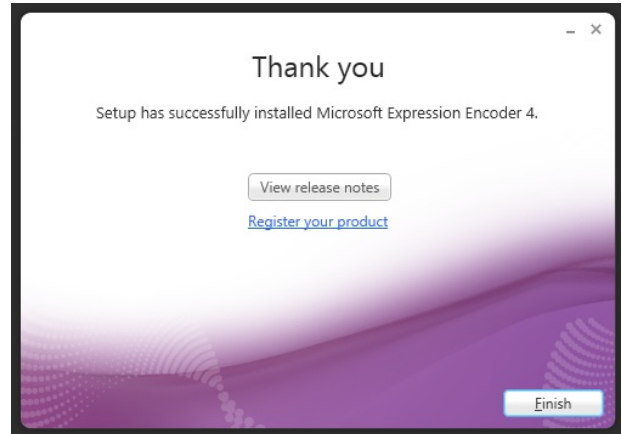 Thank you
Setup has successfully installed Microsoft Expression Encoder 4.
View release notes
Register your product
Finish